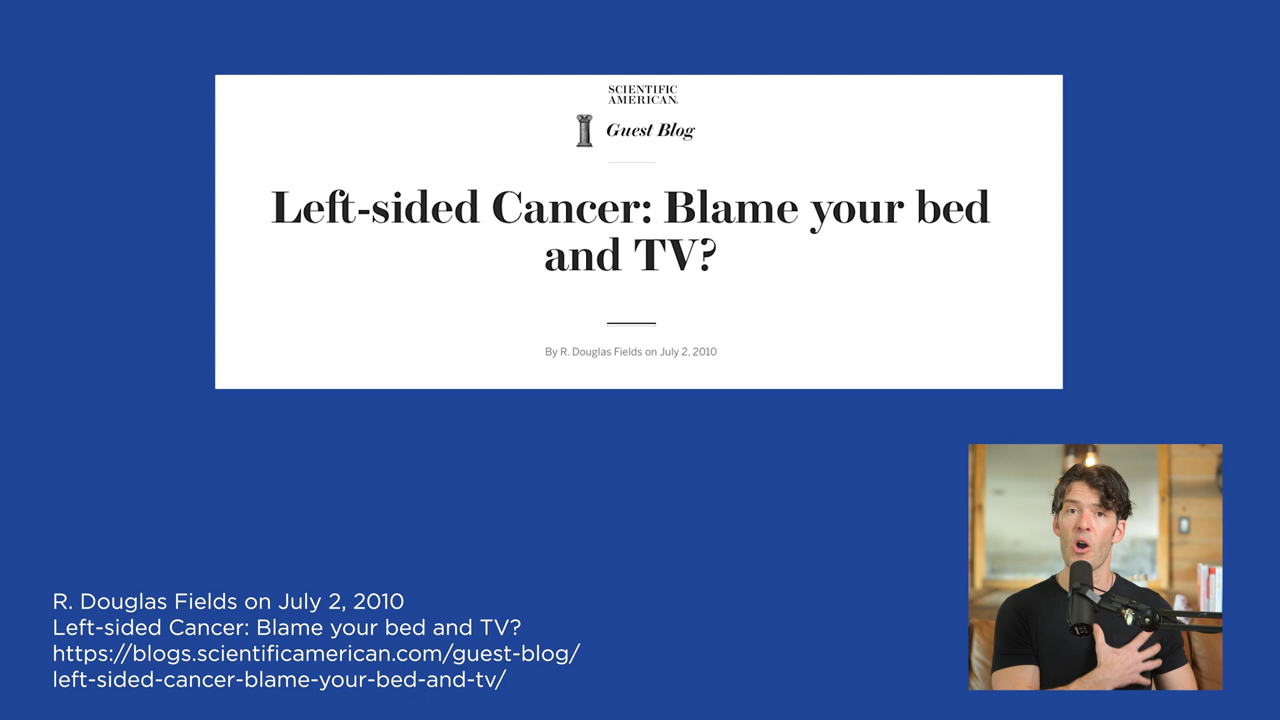 SCIENTIFIC
AMERICAN
Guest Blog
Left-sided Cancer: Blame your bed
and TV?
By R. Douglas Fields on July 2, 2010
R. Douglas Fields on July 2, 2010
Left-sided Cancer: Blame your bed and TV?
https://blogs.scientificamerican.com/guest-blog/
left-sided-cancer-blame-your-bed-and-tv/